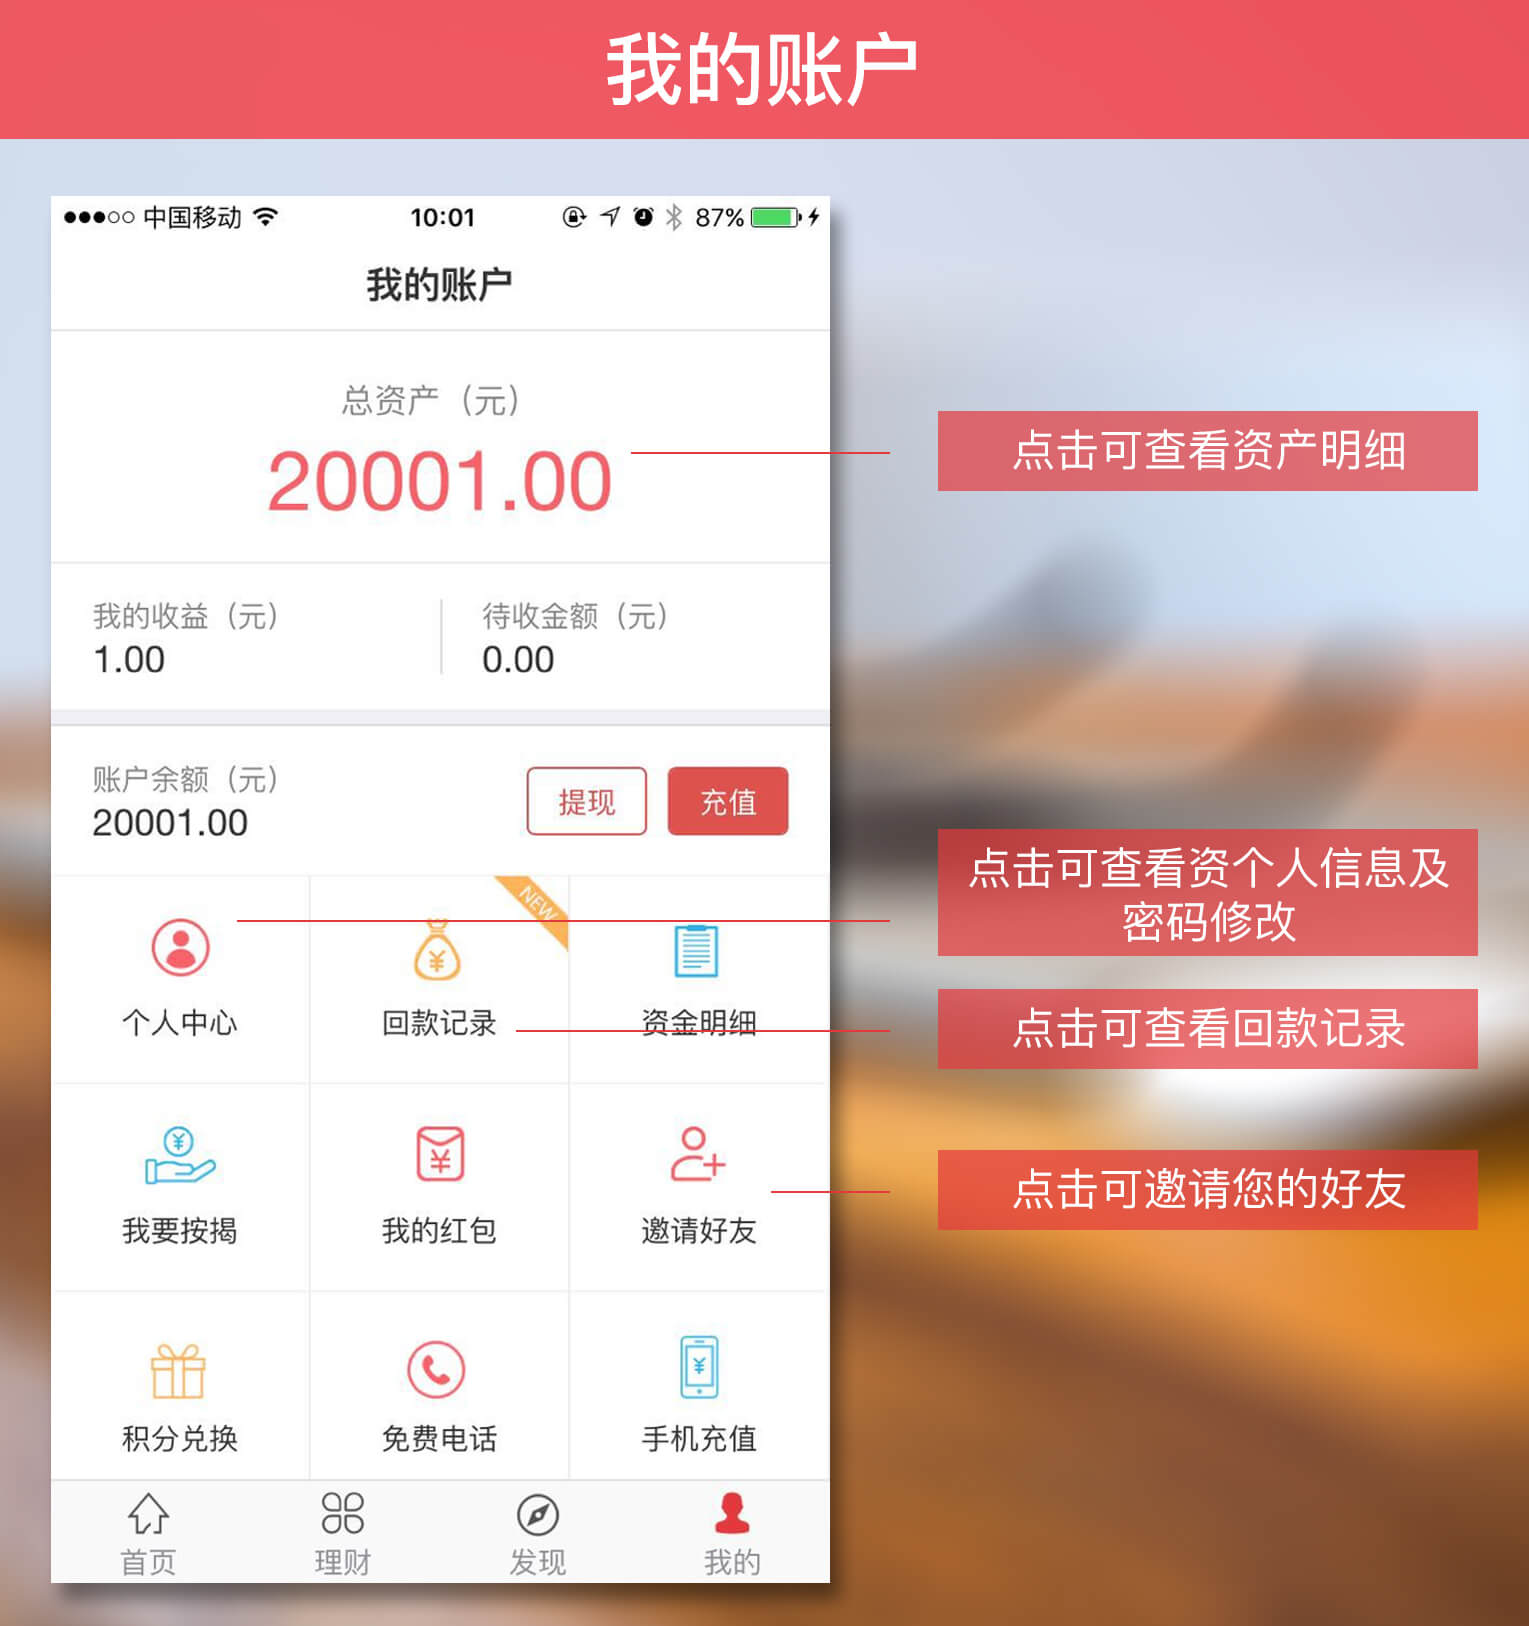 我的账户
中国移动 10:01 87%
我的账户
总资产（元）
20001.00
点击可查看资产明细
我的收益（元） 待收金额（元）
1.00 0.00
账户余额（元）
20001.00
提现 充值
NEW
点击可查看资个人信息及
密码修改
个人中心 回款记录 资金明细
点击可查看回款记录
我要按揭 我的红包 邀请好友
点击可邀请您的好友
积分兑换 免费电话 手机充值
首页 理财 发现 我的